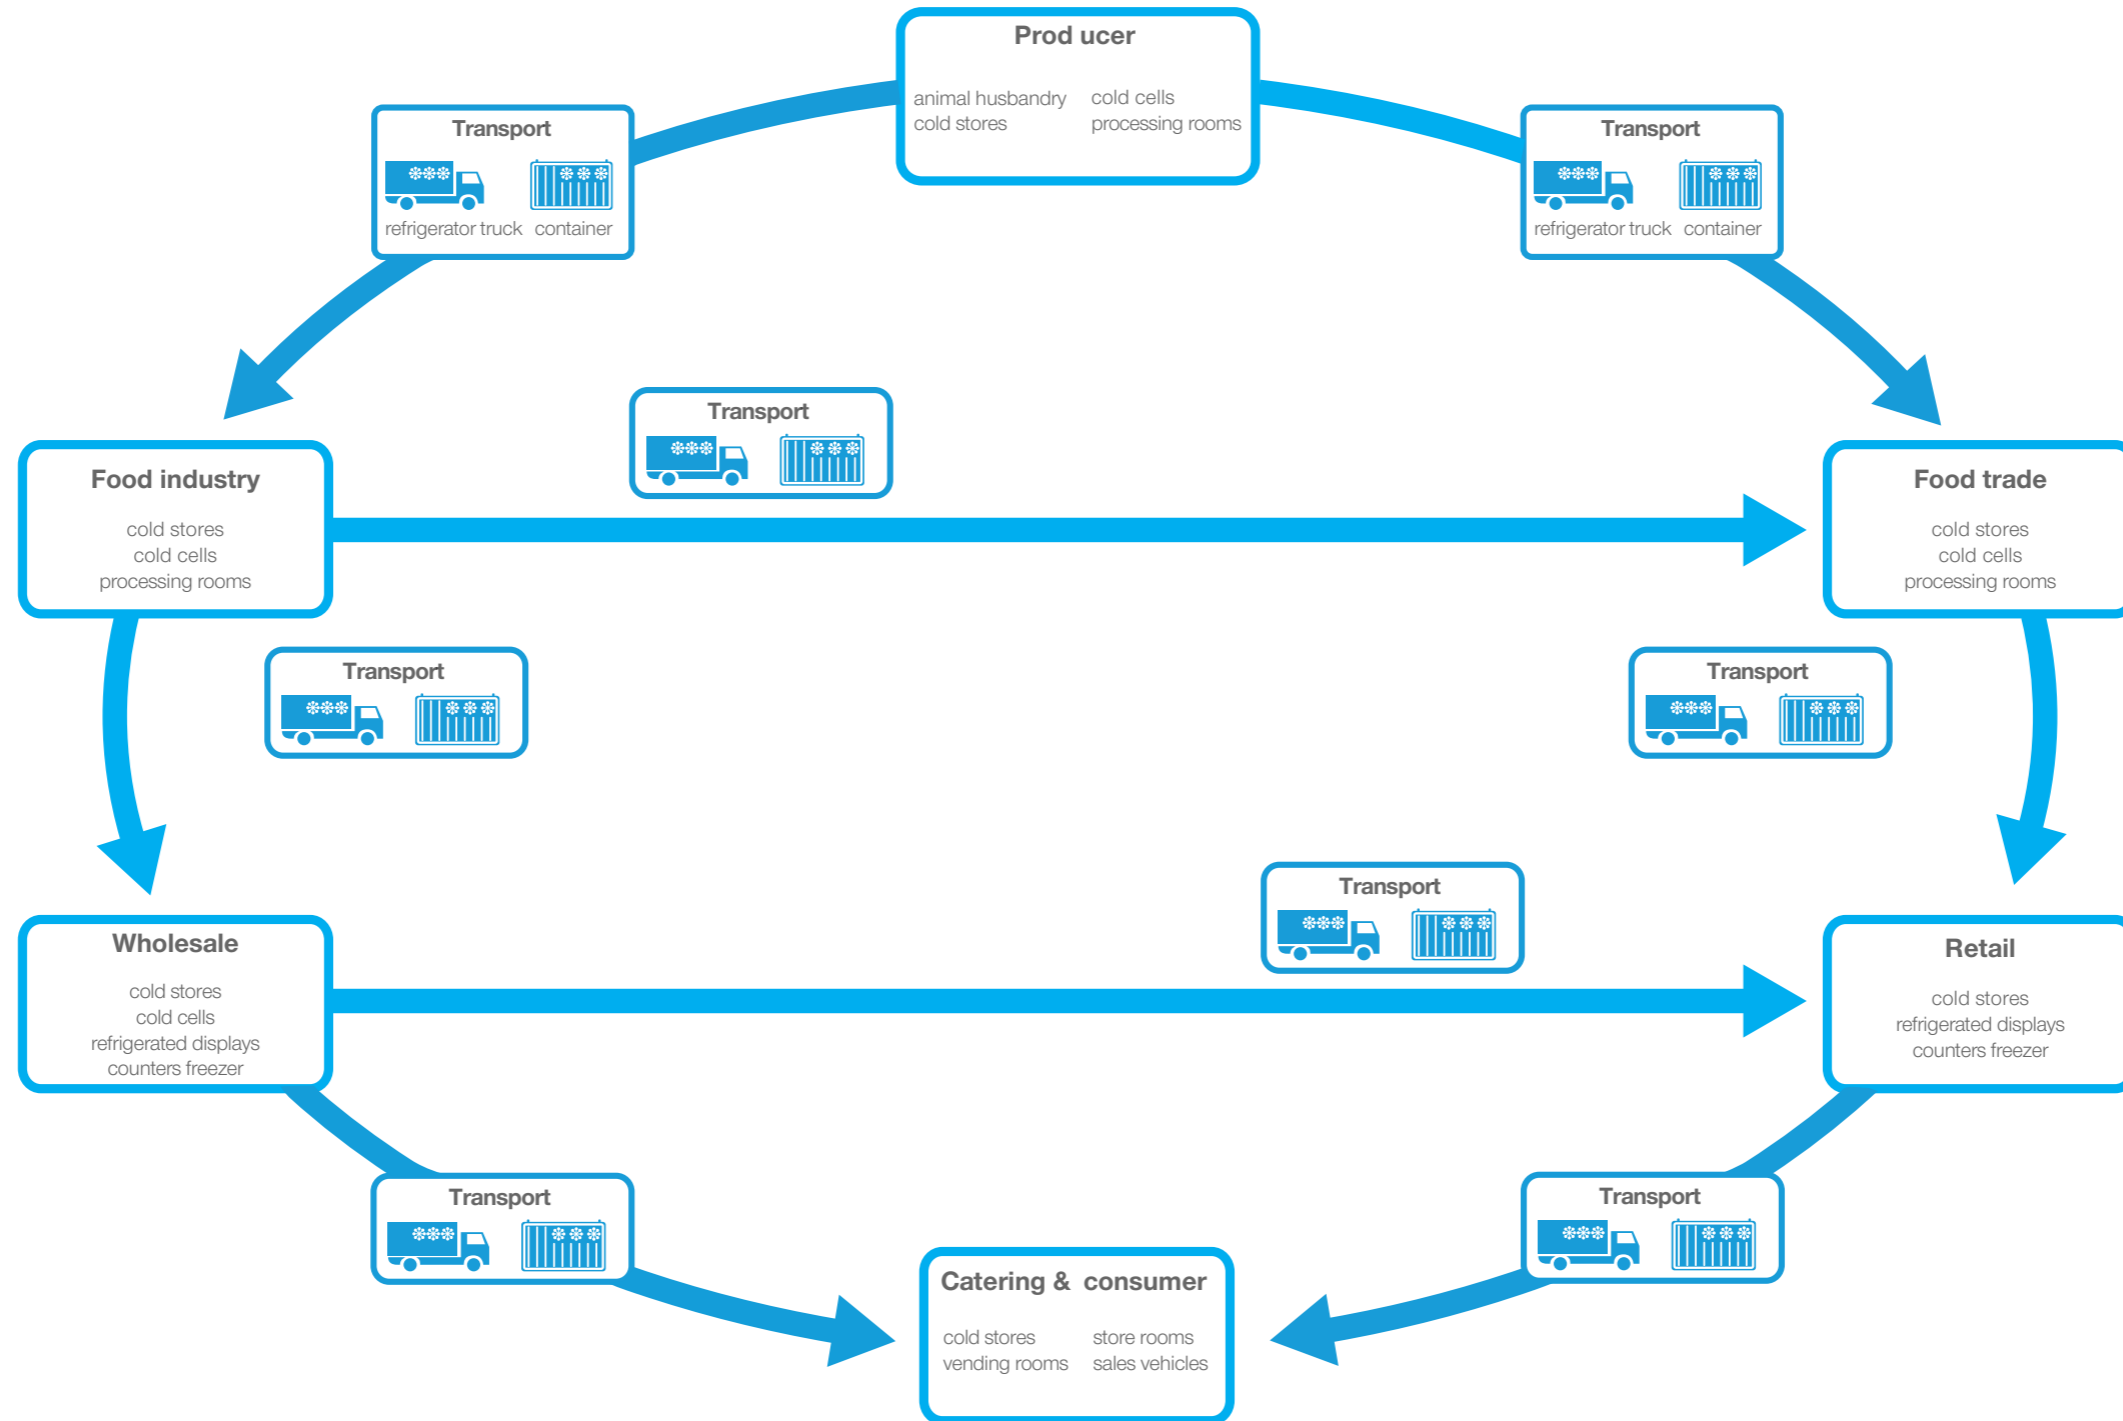 Prod ucer
animal husbandry cold cells
cold stores processing rooms
Transport
refrigerator truck container
Transport
refrigerator truck container
Transport
Food industry
cold stores
cold cells
processing rooms
Food trade
cold stores
cold cells
processing rooms
Transport
Transport
Transport
Wholesale
cold stores
cold cells
refrigerated displays
counters freezer
Retail
cold stores
refrigerated displays
counters freezer
Transport
Transport
Catering & consumer
cold stores store rooms
vending rooms sales vehicles